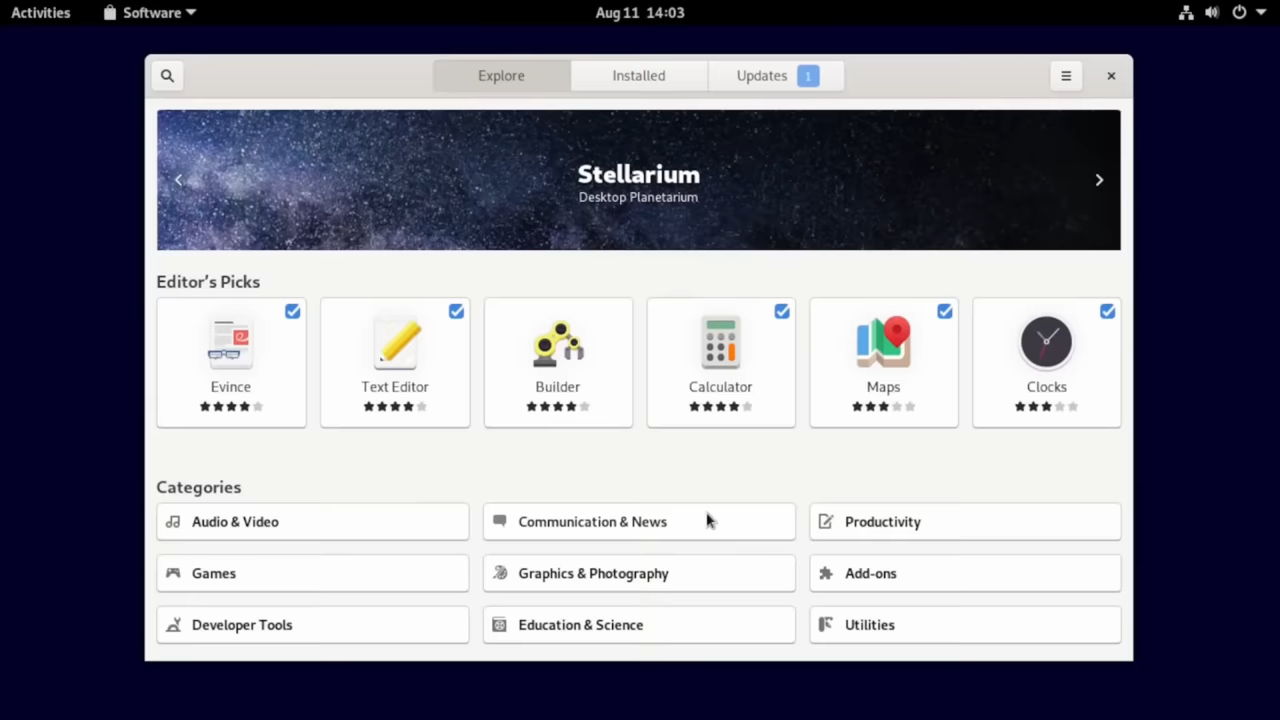 Activities Software Aug 11 14:03
Explore Installed Updates 1
Stellarium
Desktop Planetarium
Editor's Picks
Evince Text Editor Builder Calculator Maps Clocks
Categories
Audio & Video Communication & News Productivity
Games Graphics & Photography Add-ons
Developer Tools Education & Science Utilities